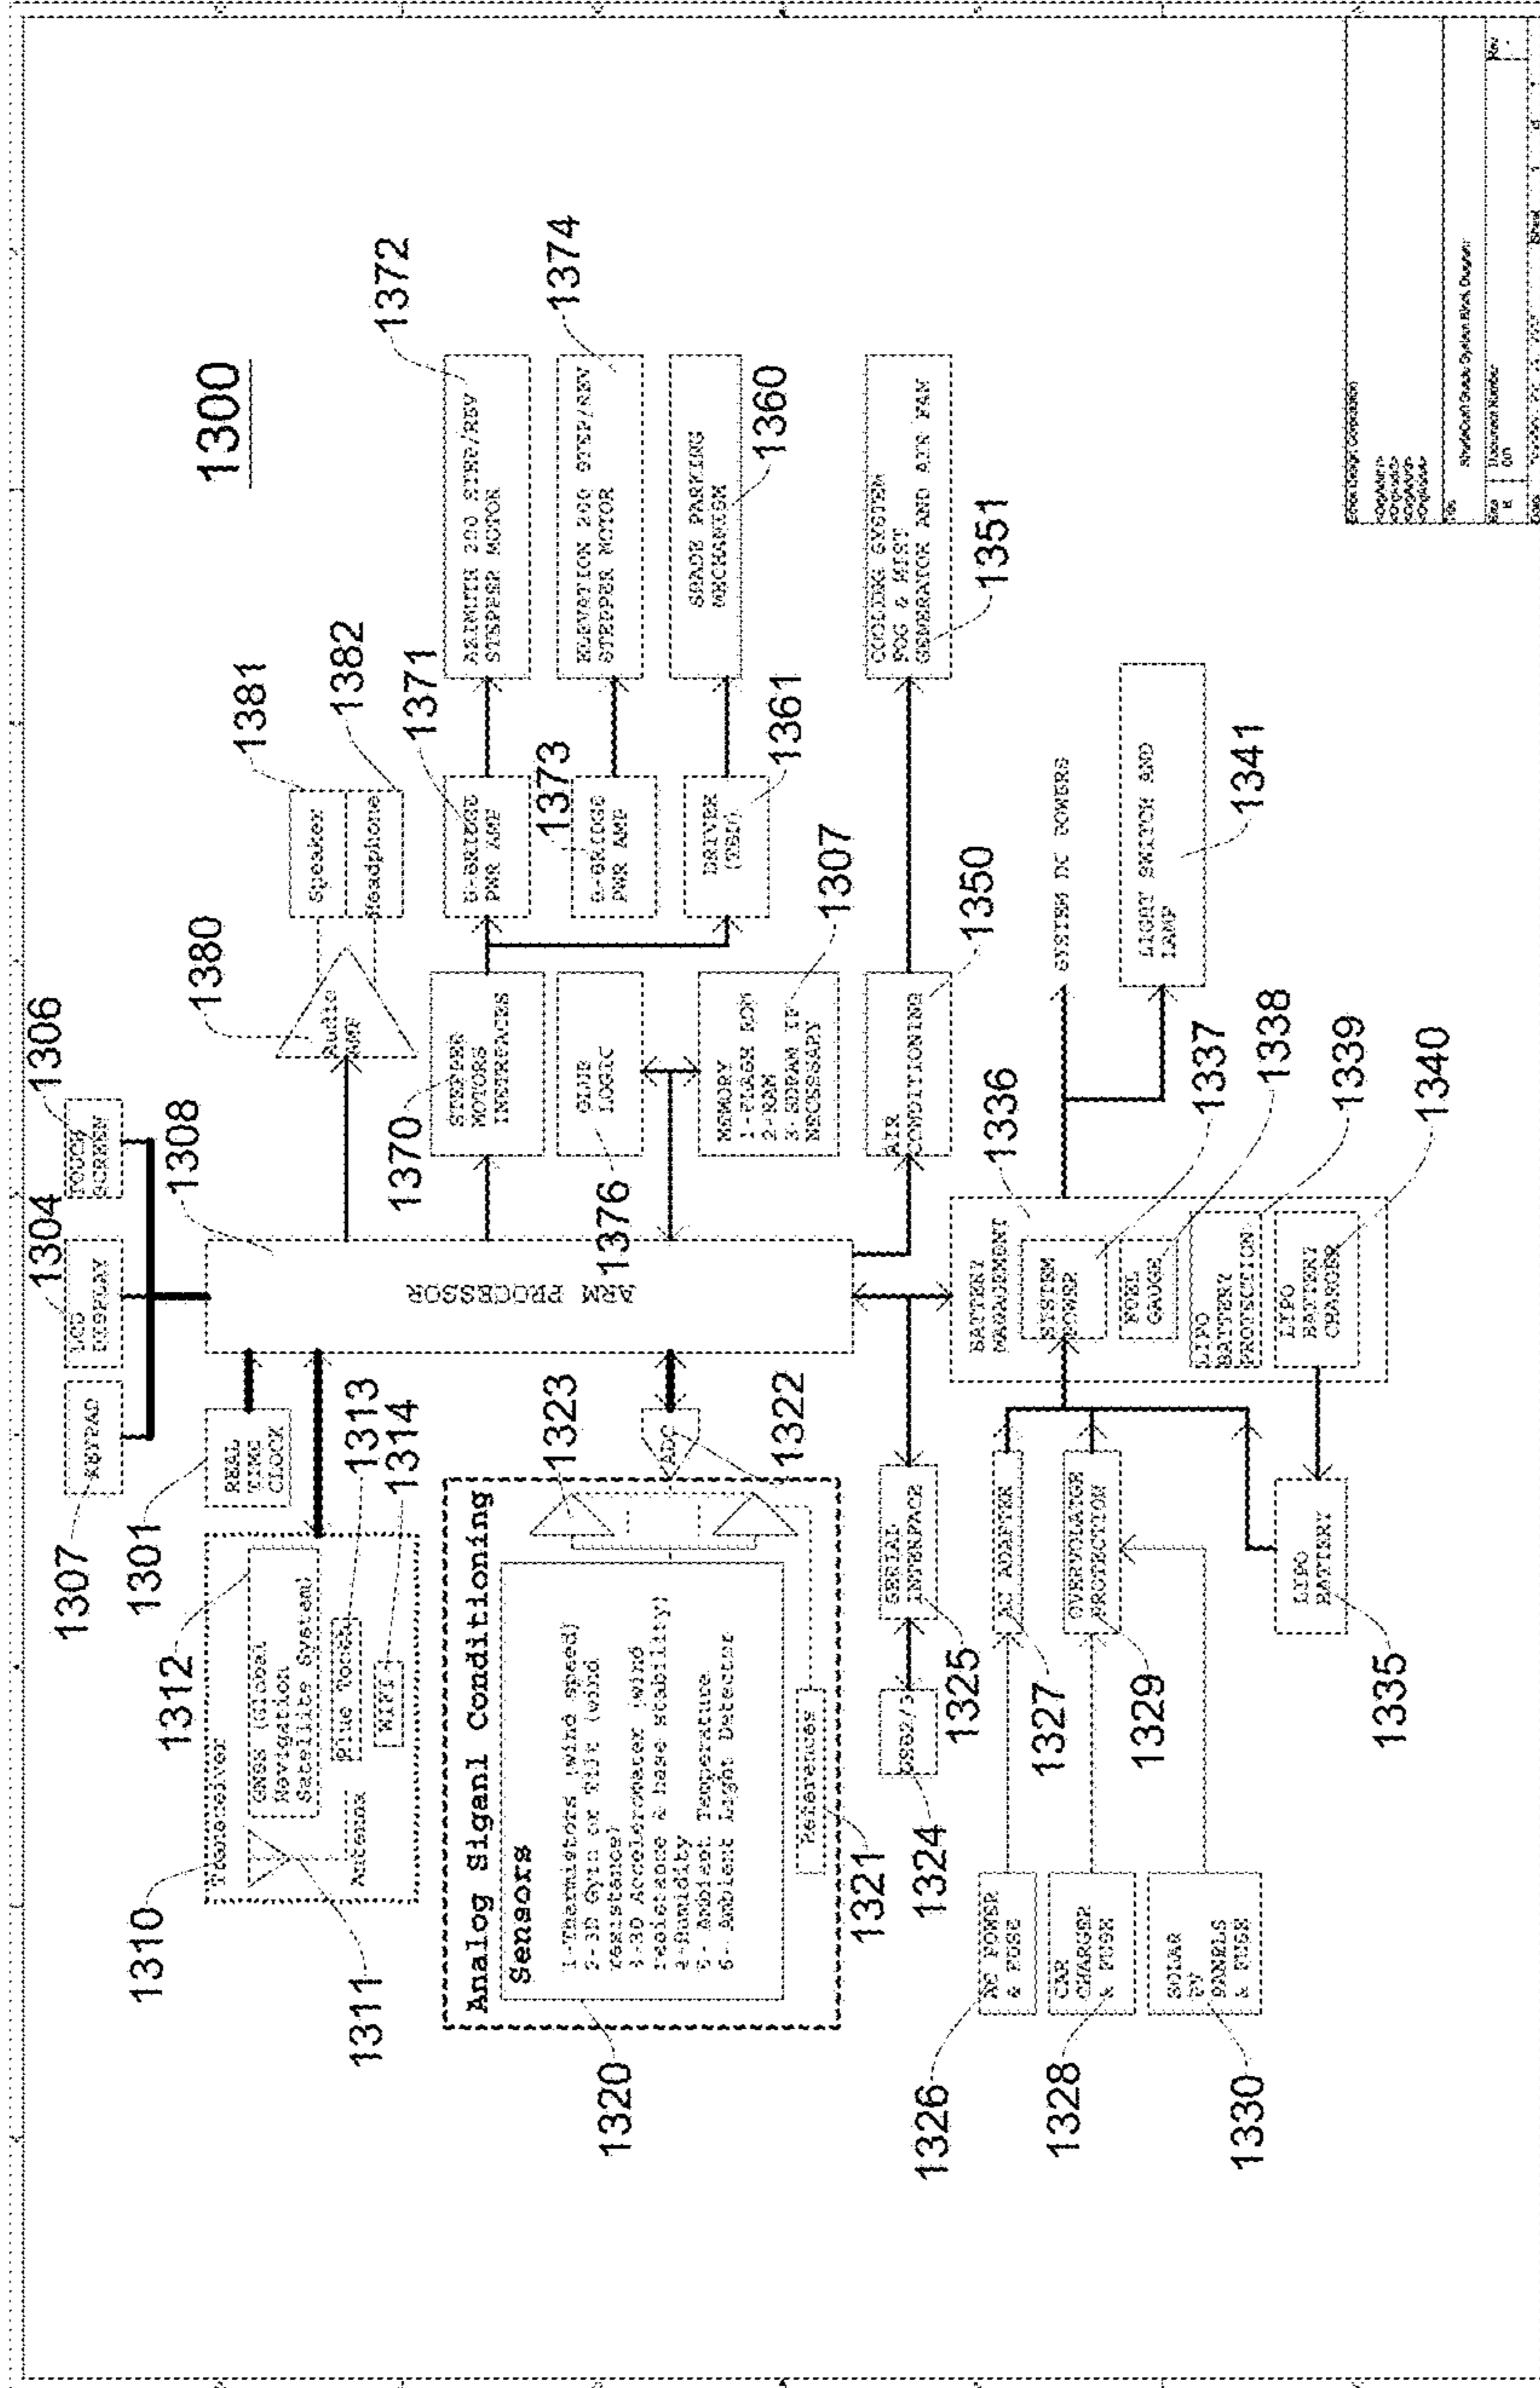 1300
1307
KEYPAD
1304
LCD
DISPLAY
1306
TOUCH
SCREEN
1308
ARM PROCESSOR
1301
REAL
TIME
CLOCK
1310
Transceiver
1312
GNSS (Global
Navigation
Satellite System)
1313
Blue Tooth
1314
WIFI
1311
Antenna
1380
Audio
AMP
1381
Speaker
1382
Headphone
1370
STEPPER
MOTORS
INETRFACES
1371
H-BRIDGE
PWR AMP
1372
AZIMUTH 200 STEP/REV
STEPPER MOTOR
1373
H-BRIDGE
PWR AMP
1374
ELEVATION 200 STEP/REV
STEPPER MOTOR
1361
DRIVER
(TBD)
1360
SHADE PARKING
MECHANISM
1376
GLUE
LOGIC
1307
MEMORY
1-FLASH ROM
2-RAM
3-SDRAM IF
NECESSARY
Analog Siganl Conditioning
Sensors
1-Thermistors (wind speed)
2-3D Gyro or tilt (wind
resistance)
3-3D Accelerometer (wind
resistance & base stability)
4-Humidity
5- Ambient Temperature
6- Ambient Light Detector
1320
1323
ADC
1322
References
1321
1324
1325
SERIAL
INTERFACE
1350
AIR
CONDITIONING
1351
COOLING SYSTEM
FOG & MIST
GENERATOR AND AIR FAN
1326
AC POWER
& FUSE
1327
AC ADAPTER
1328
CAR
CHARGER
& FUSE
1329
OVERVOLATGE
PROTECTION
1330
SOLAR
PV
PANELS
& FUSE
1335
LIPO
BATTERY
1336
BATTERY
MANAGEMENT
1337
SYSTEM
POWER
1338
FUEL
GAUGE
1339
LIPO
BATTERY
PROTECTION
1340
LIPO
BATTERY
CHARGER
SYSTEM DC POWERS
1341
LIGHT SWITCH AND
LAMP
Document Number
Rev